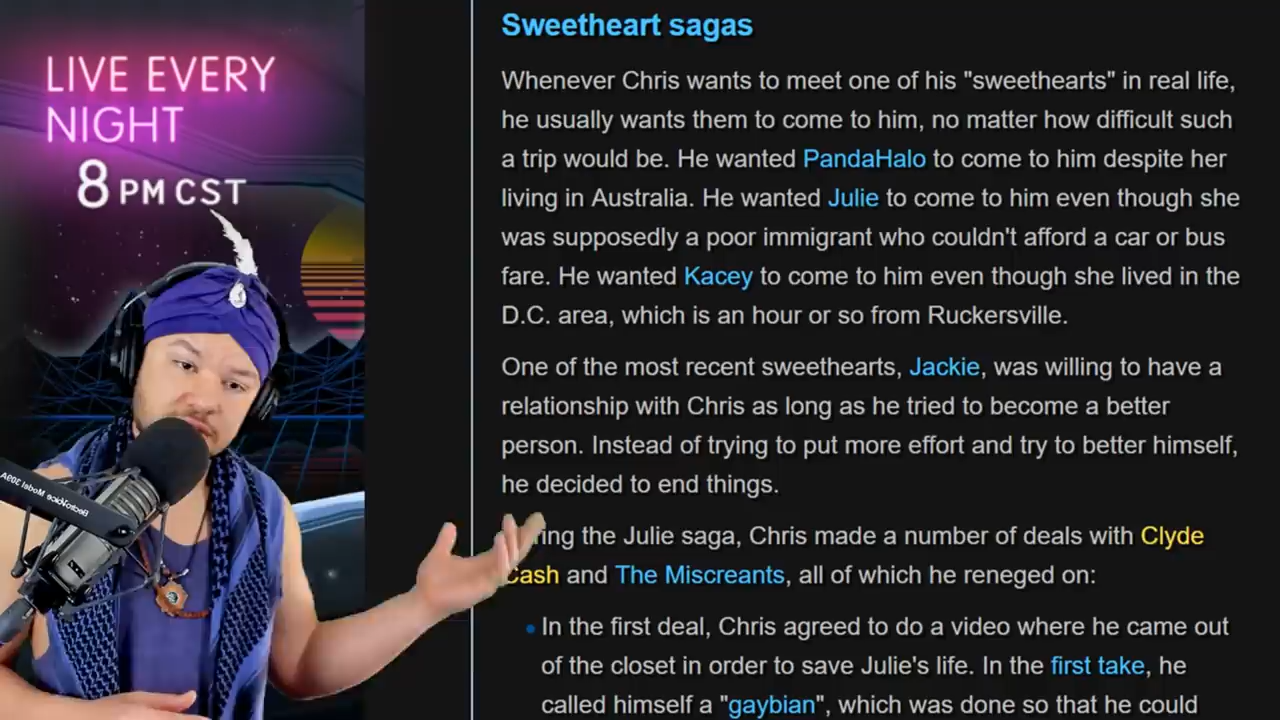 LIVE EVERY
NIGHT
8 PM CST
ElectroVoice Model 309A
Sweetheart sagas
Whenever Chris wants to meet one of his "sweethearts" in real life,
he usually wants them to come to him, no matter how difficult such
a trip would be. He wanted PandaHalo to come to him despite her
living in Australia. He wanted Julie to come to him even though she
was supposedly a poor immigrant who couldn't afford a car or bus
fare. He wanted Kacey to come to him even though she lived in the
D.C. area, which is an hour or so from Ruckersville.
One of the most recent sweethearts, Jackie, was willing to have a
relationship with Chris as long as he tried to become a better
person. Instead of trying to put more effort and try to better himself,
he decided to end things.
ring the Julie saga, Chris made a number of deals with Clyde
Cash and The Miscreants, all of which he reneged on:
In the first deal, Chris agreed to do a video where he came out
of the closet in order to save Julie's life. In the first take, he
called himself a "gaybian", which was done so that he could